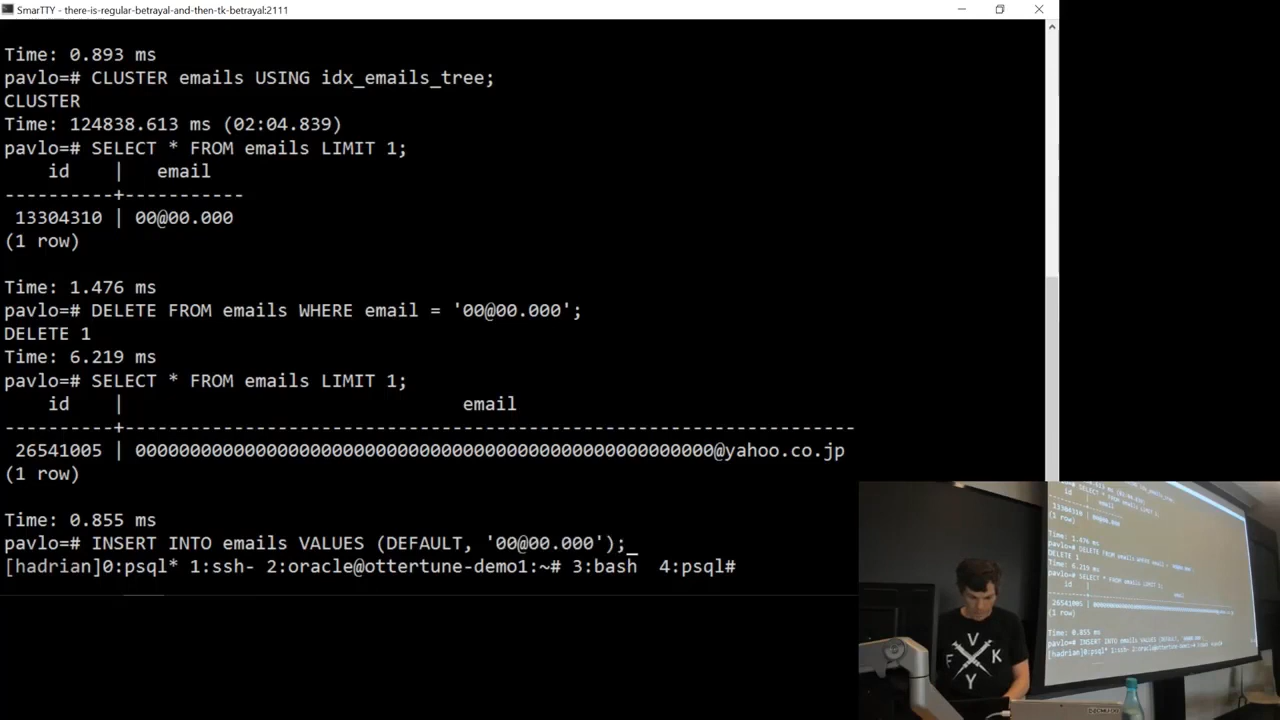 SmarTTY - there-is-regular-betrayal-and-then-tk-betrayal:2111
Time: 0.893 ms
pavlo=# CLUSTER emails USING idx_emails_tree;
CLUSTER
Time: 124838.613 ms (02:04.839)
pavlo=# SELECT * FROM emails LIMIT 1;
id | email
----------+-----------
13304310 | 00@00.000
(1 row)
Time: 1.476 ms
pavlo=# DELETE FROM emails WHERE email = '00@00.000';
DELETE 1
Time: 6.219 ms
pavlo=# SELECT * FROM emails LIMIT 1;
id | email
----------+-------------------------------------------------------------------
26541005 | 00000000000000000000000000000000000000000000000000000@yahoo.co.jp
(1 row)
Time: 0.855 ms
pavlo=# INSERT INTO emails VALUES (DEFAULT, '00@00.000');_
[hadrian]0:psql* 1:ssh- 2:oracle@ottertune-demo1:~# 3:bash  4:psql#
V
F K
Y